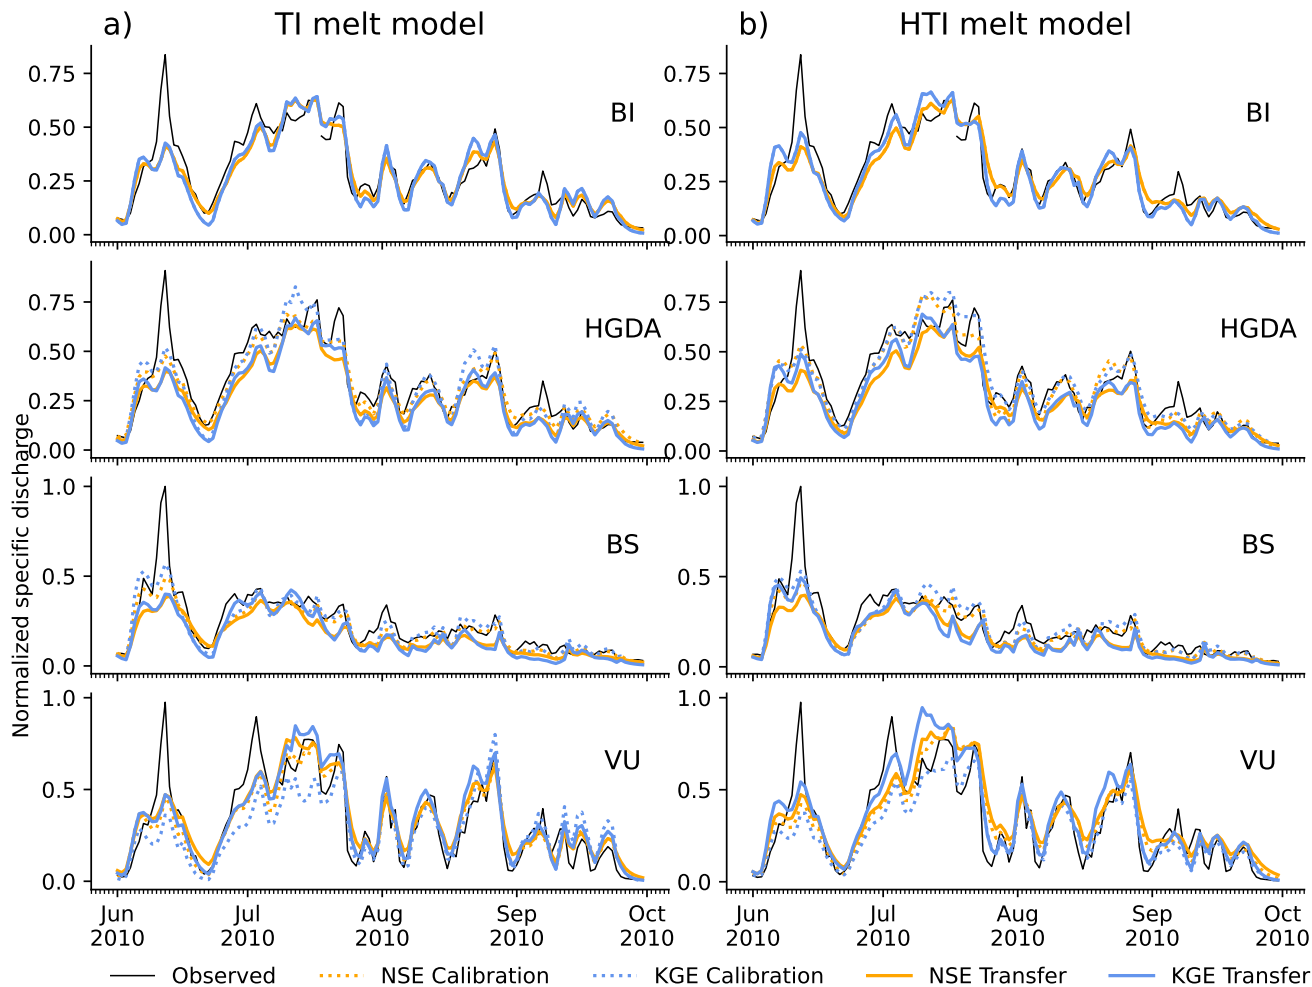 a) TI melt model b) HTI melt model
0.75 0.75
BI BI
0.50 0.50
0.25 0.25
0.00 0.00
0.75 0.75
HGDA HGDA
0.50 0.50
0.25 0.25
0.00 0.00
Normalized specific discharge
1.0 1.0
BS BS
0.5 0.5
0.0 0.0
1.0 1.0
VU VU
0.5 0.5
0.0 0.0
Jun Jul Aug Sep Oct Jun Jul Aug Sep Oct
2010 2010 2010 2010 2010 2010 2010 2010 2010 2010
Observed NSE Calibration KGE Calibration NSE Transfer KGE Transfer